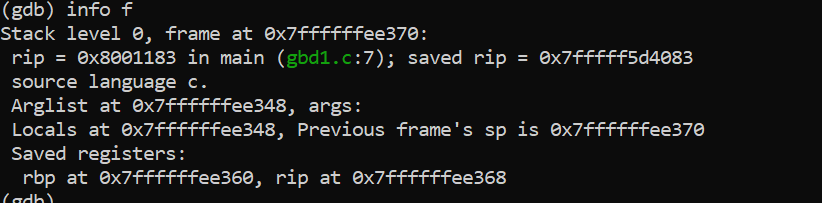 (gdb) info f
Stack level 0, frame at 0x7ffffffee370:
 rip = 0x8001183 in main (gbd1.c:7); saved rip = 0x7fffff5d4083
 source language c.
 Arglist at 0x7ffffffee348, args:
 Locals at 0x7ffffffee348, Previous frame's sp is 0x7ffffffee370
 Saved registers:
  rbp at 0x7ffffffee360, rip at 0x7ffffffee368
(gdb)